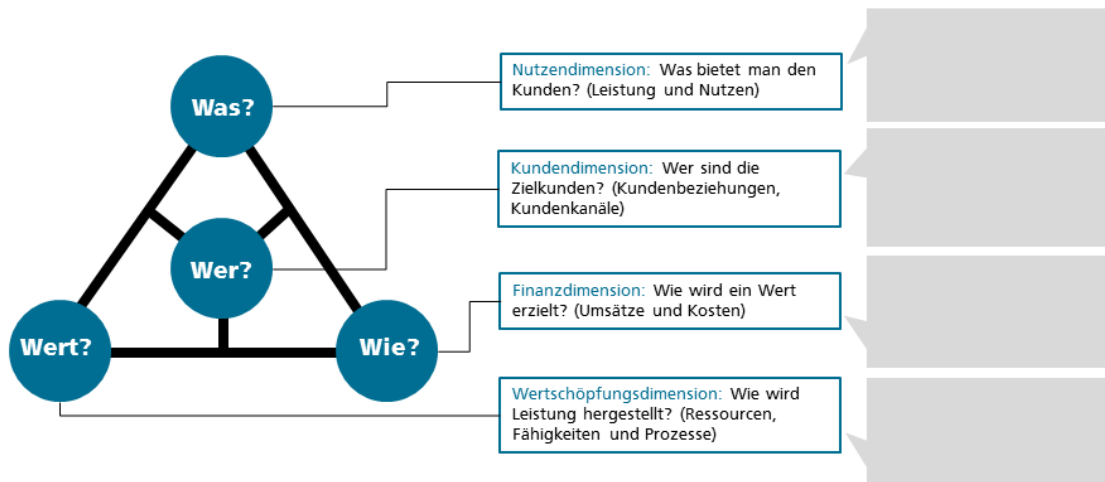 Was?
Wer?
Wert?
Wie?
Nutzendimension: Was bietet man den
Kunden? (Leistung und Nutzen)
Kundendimension: Wer sind die
Zielkunden? (Kundenbeziehungen,
Kundenkanäle)
Finanzdimension: Wie wird ein Wert
erzielt? (Umsätze und Kosten)
Wertschöpfungsdimension: Wie wird
Leistung hergestellt? (Ressourcen,
Fähigkeiten und Prozesse)